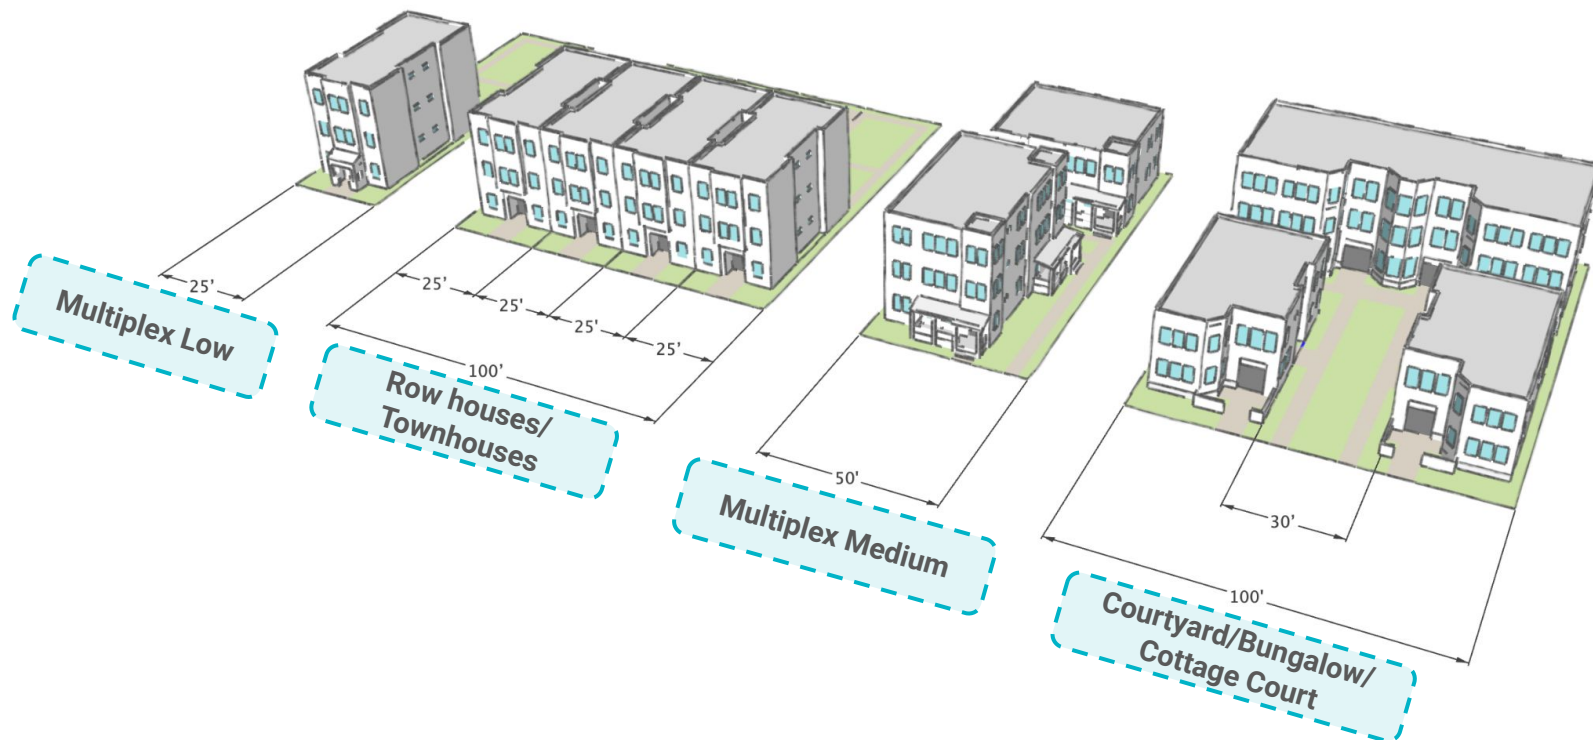 25'
Multiplex Low
25'
25'
25'
25'
100'
Row houses/
Townhouses
50'
Multiplex Medium
30'
100'
Courtyard/Bungalow/
Cottage Court